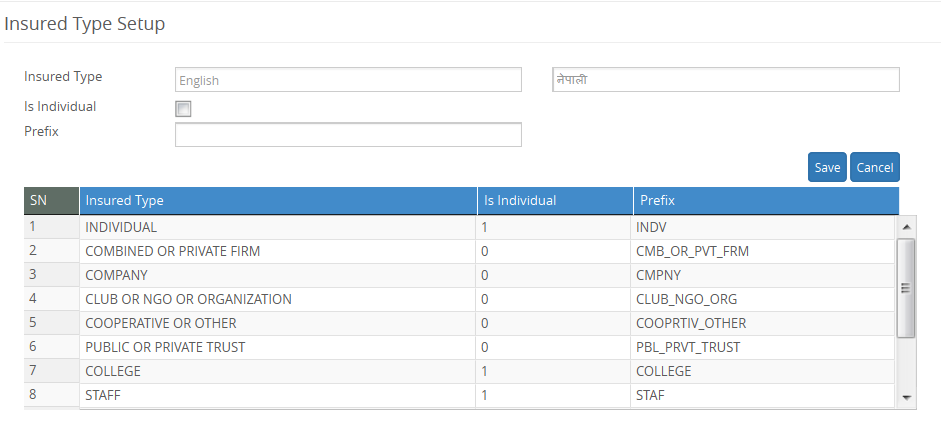 Insured Type Setup
Insured Type English नेपाली
Is Individual
Prefix
Save Cancel
SN Insured Type Is Individual Prefix
1 INDIVIDUAL 1 INDV
2 COMBINED OR PRIVATE FIRM 0 CMB_OR_PVT_FRM
3 COMPANY 0 CMPNY
4 CLUB OR NGO OR ORGANIZATION 0 CLUB_NGO_ORG
5 COOPERATIVE OR OTHER 0 COOPRTIV_OTHER
6 PUBLIC OR PRIVATE TRUST 0 PBL_PRVT_TRUST
7 COLLEGE 1 COLLEGE
8 STAFF 1 STAF